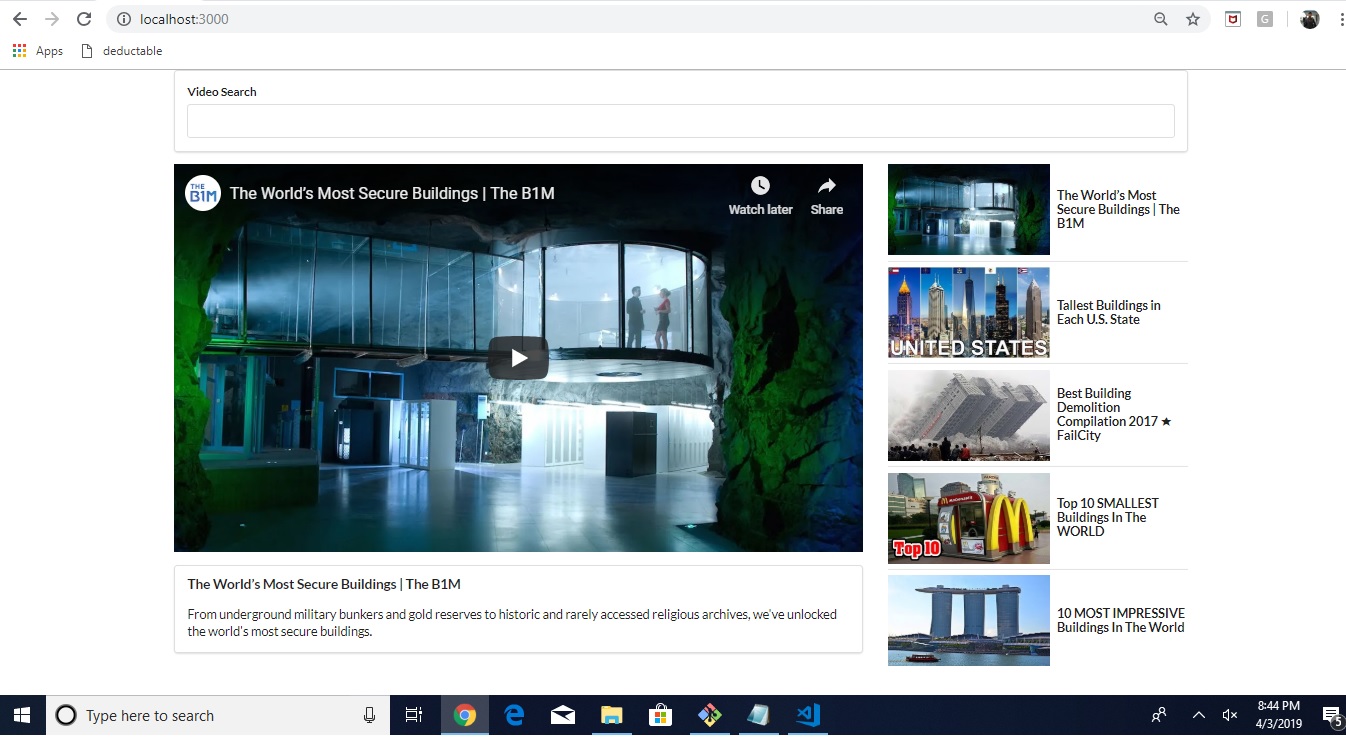 localhost:3000
G
Apps
deductable
Video Search
THE
B1M
The World’s Most Secure Buildings | The B1M
Watch later
Share
The World’s Most Secure Buildings | The B1M
From underground military bunkers and gold reserves to historic and rarely accessed religious archives, we’ve unlocked
the world’s most secure buildings.
The World’s Most
Secure Buildings | The
B1M
UNITED STATES
Tallest Buildings in
Each U.S. State
Best Building
Demolition
Compilation 2017 ★
FailCity
Top 10
Top 10 SMALLEST
Buildings In The
WORLD
10 MOST IMPRESSIVE
Buildings In The World
Type here to search
8:44 PM
4/3/2019
5